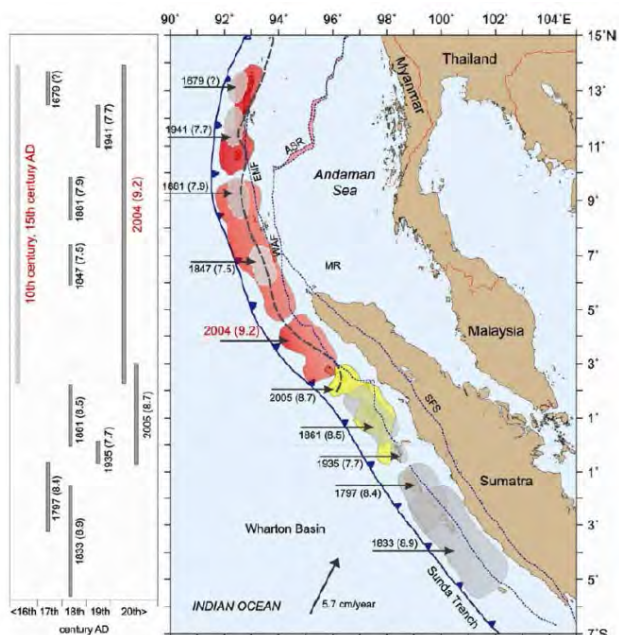 90°
92°
94°
96°
98°
100°
102°
104°E
15°N
13°
11°
9°
7°
5°
3°
1°
1°
3°
5°
7°S
10th century, 15th century AD
1679 (?)
1941 (7.7)
1881 (7.9)
1847 (7.5)
2004 (9.2)
1861 (8.5)
1935 (7.7)
2005 (8.7)
1797 (8.4)
1833 (8.9)
<16th 17th 18th 19th 20th>
century AD
1679 (?)
1941 (7.7)
1881 (7.9)
1847 (7.5)
2004 (9.2)
2005 (8.7)
1861 (8.5)
1935 (7.7)
1797 (8.4)
1833 (8.9)
Thailand
Myanmar
ASR
Andaman
Sea
ENF
WAF
MR
Malaysia
SFS
Sumatra
Wharton Basin
Sunda Trench
5.7 cm/year
INDIAN OCEAN